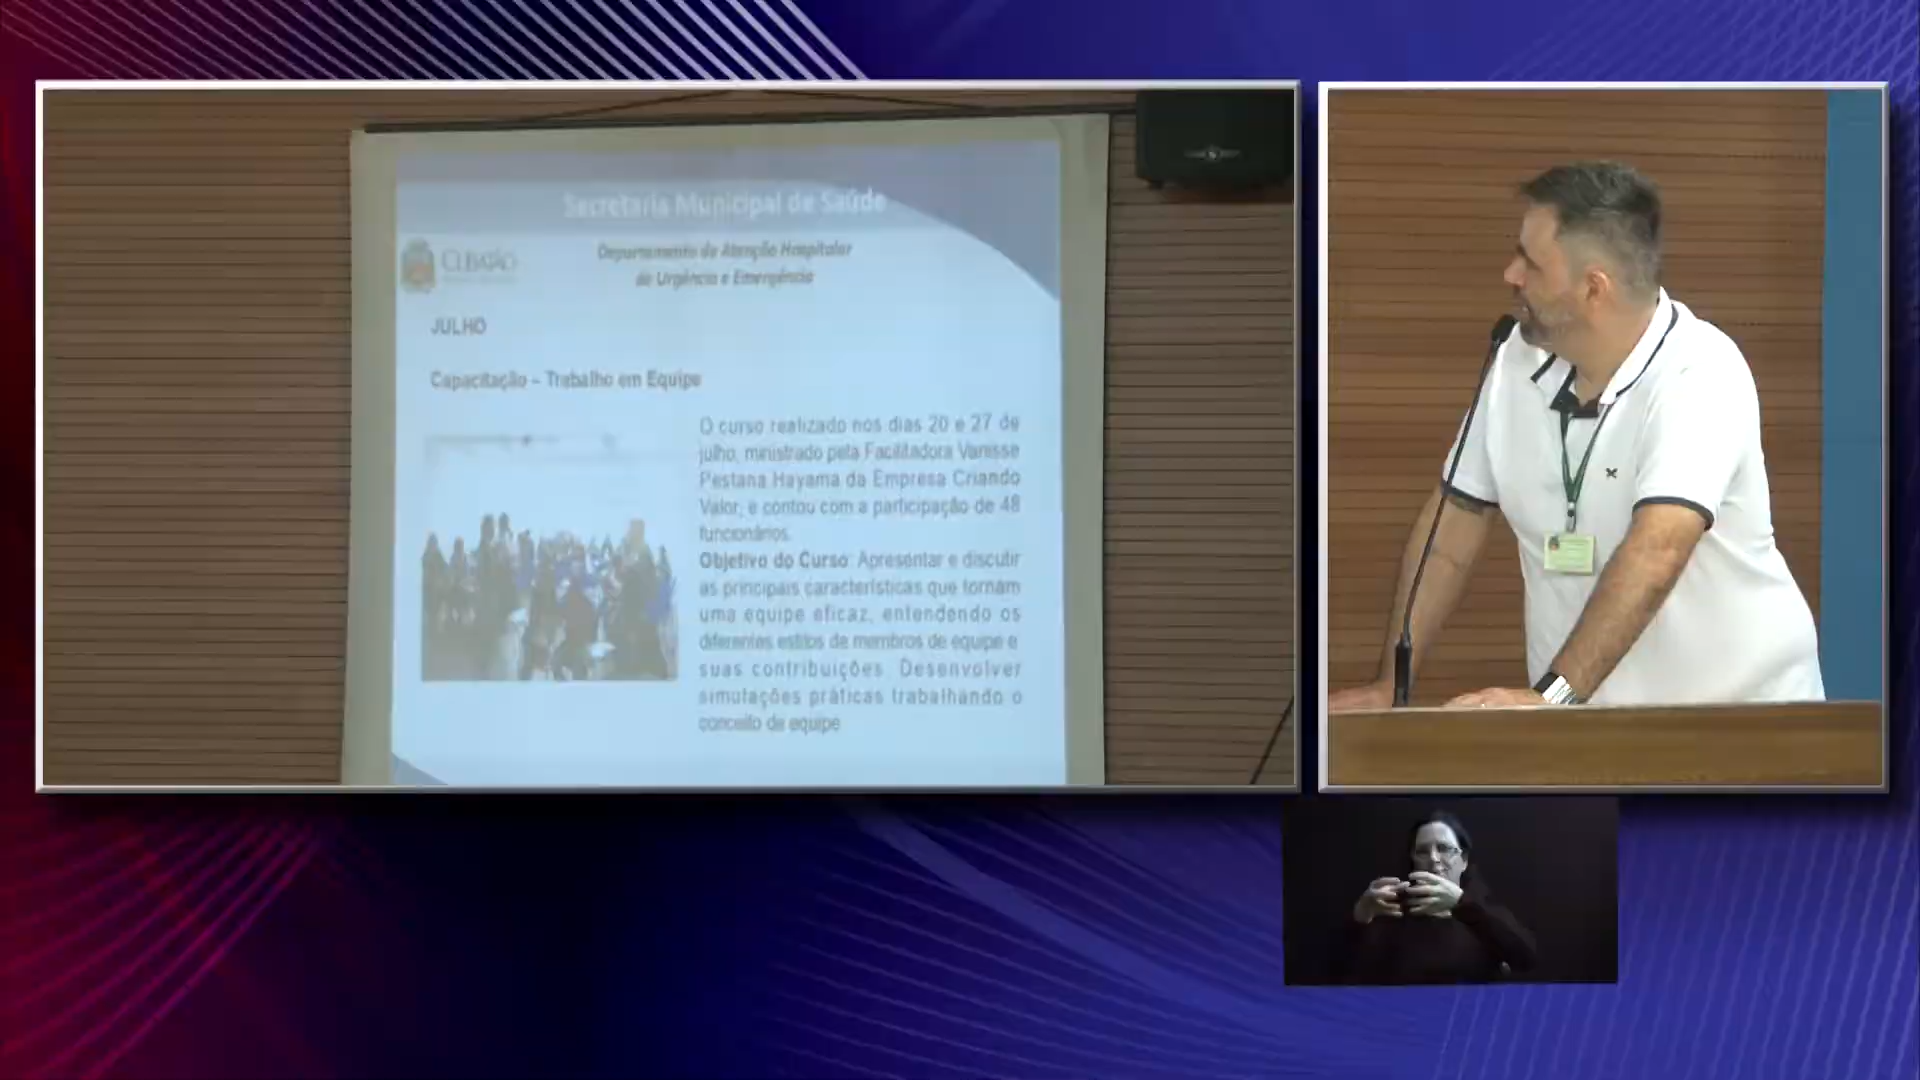 Secretaria Municipal de Saúde
CUBATÃO
Departamento de Atenção Hospitalar
de Urgência e Emergência
JULHO
Capacitação – Trabalho em Equipe
O curso realizado nos dias 20 e 27 de
julho, ministrado pela Facilitadora Vanisse
Pestana Hayama da Empresa Criando
Valor, e contou com a participação de 48
funcionários.
Objetivo do Curso: Apresentar e discutir
as principais características que tornam
uma equipe eficaz, entendendo os
diferentes estilos de membros de equipe e
suas contribuições. Desenvolver
simulações práticas trabalhando o
conceito de equipe